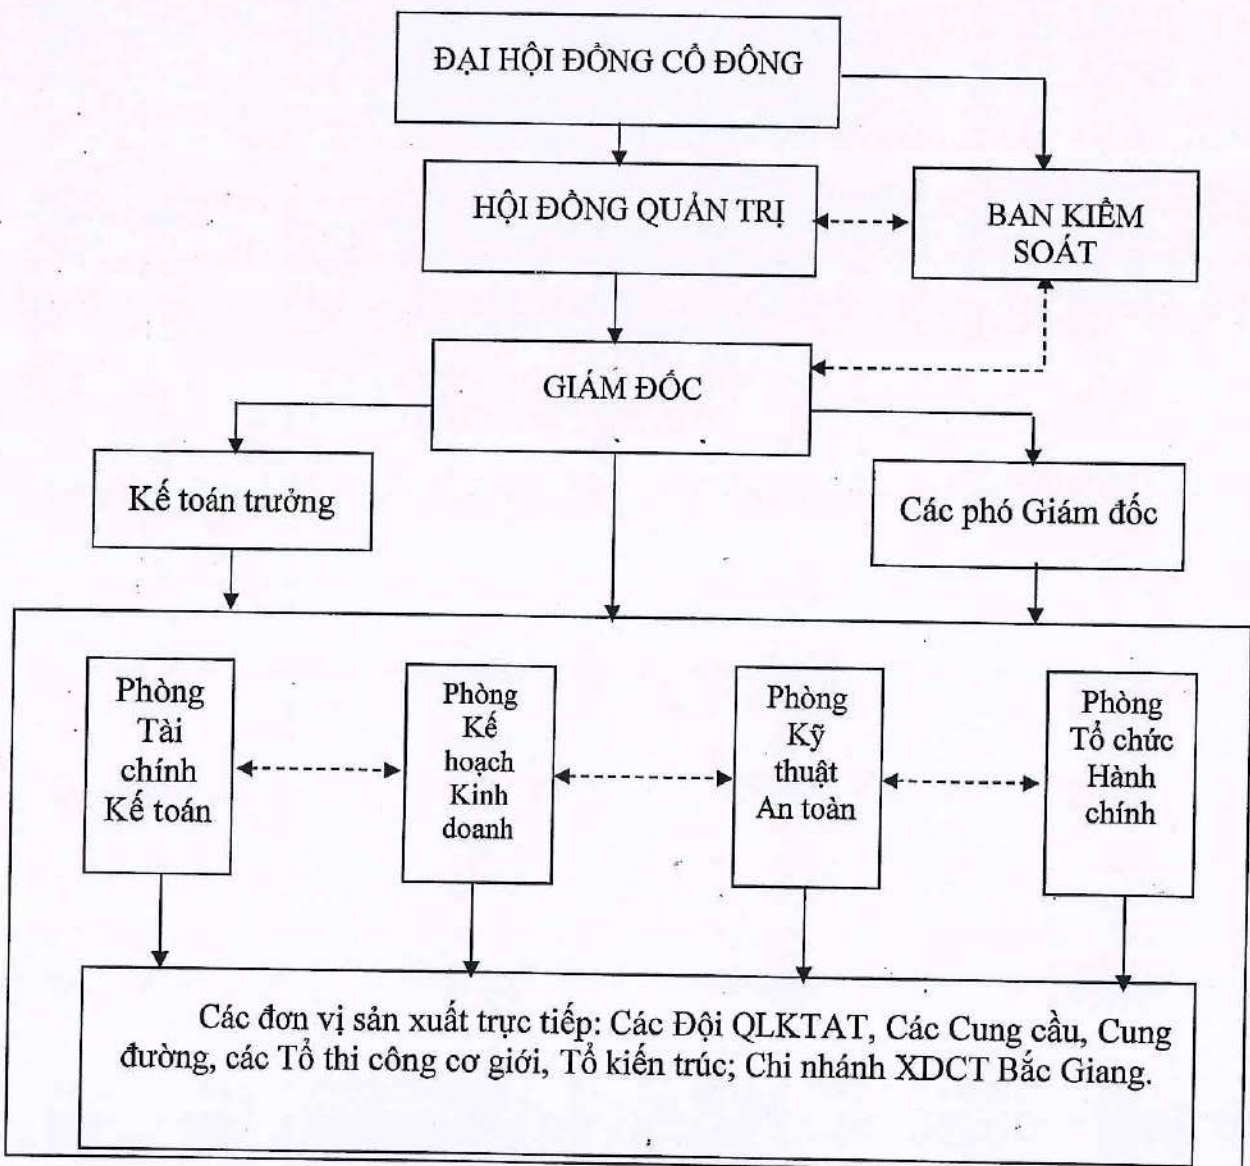 ĐẠI HỘI ĐỒNG CỔ ĐÔNG
HỘI ĐỒNG QUẢN TRỊ
BAN KIỂM
SOÁT
GIÁM ĐỐC
Kế toán trưởng
Các phó Giám đốc
Phòng
Tài
chính
Kế toán
Phòng
Kế
hoạch
Kinh
doanh
Phòng
Kỹ
thuật
An toàn
Phòng
Tổ chức
Hành
chính
Các đơn vị sản xuất trực tiếp: Các Đội QLKTAT, Các Cung cầu, Cung
đường, các Tổ thi công cơ giới, Tổ kiến trúc; Chi nhánh XDCT Bắc Giang.